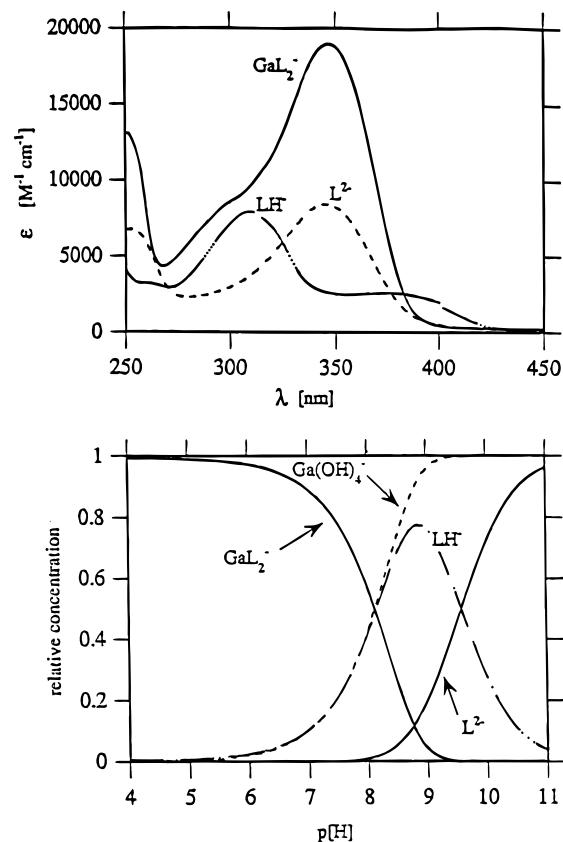 20000
15000
10000
5000
0
ε [M⁻¹ cm⁻¹]
GaL₂⁻
LH⁻
L²⁻
250 300 350 400 450
λ [nm]
1
0.8
0.6
0.4
0.2
0
relative concentration
Ga(OH)₄⁻
GaL₂⁻
LH⁻
L²⁻
4 5 6 7 8 9 10 11
p[H]